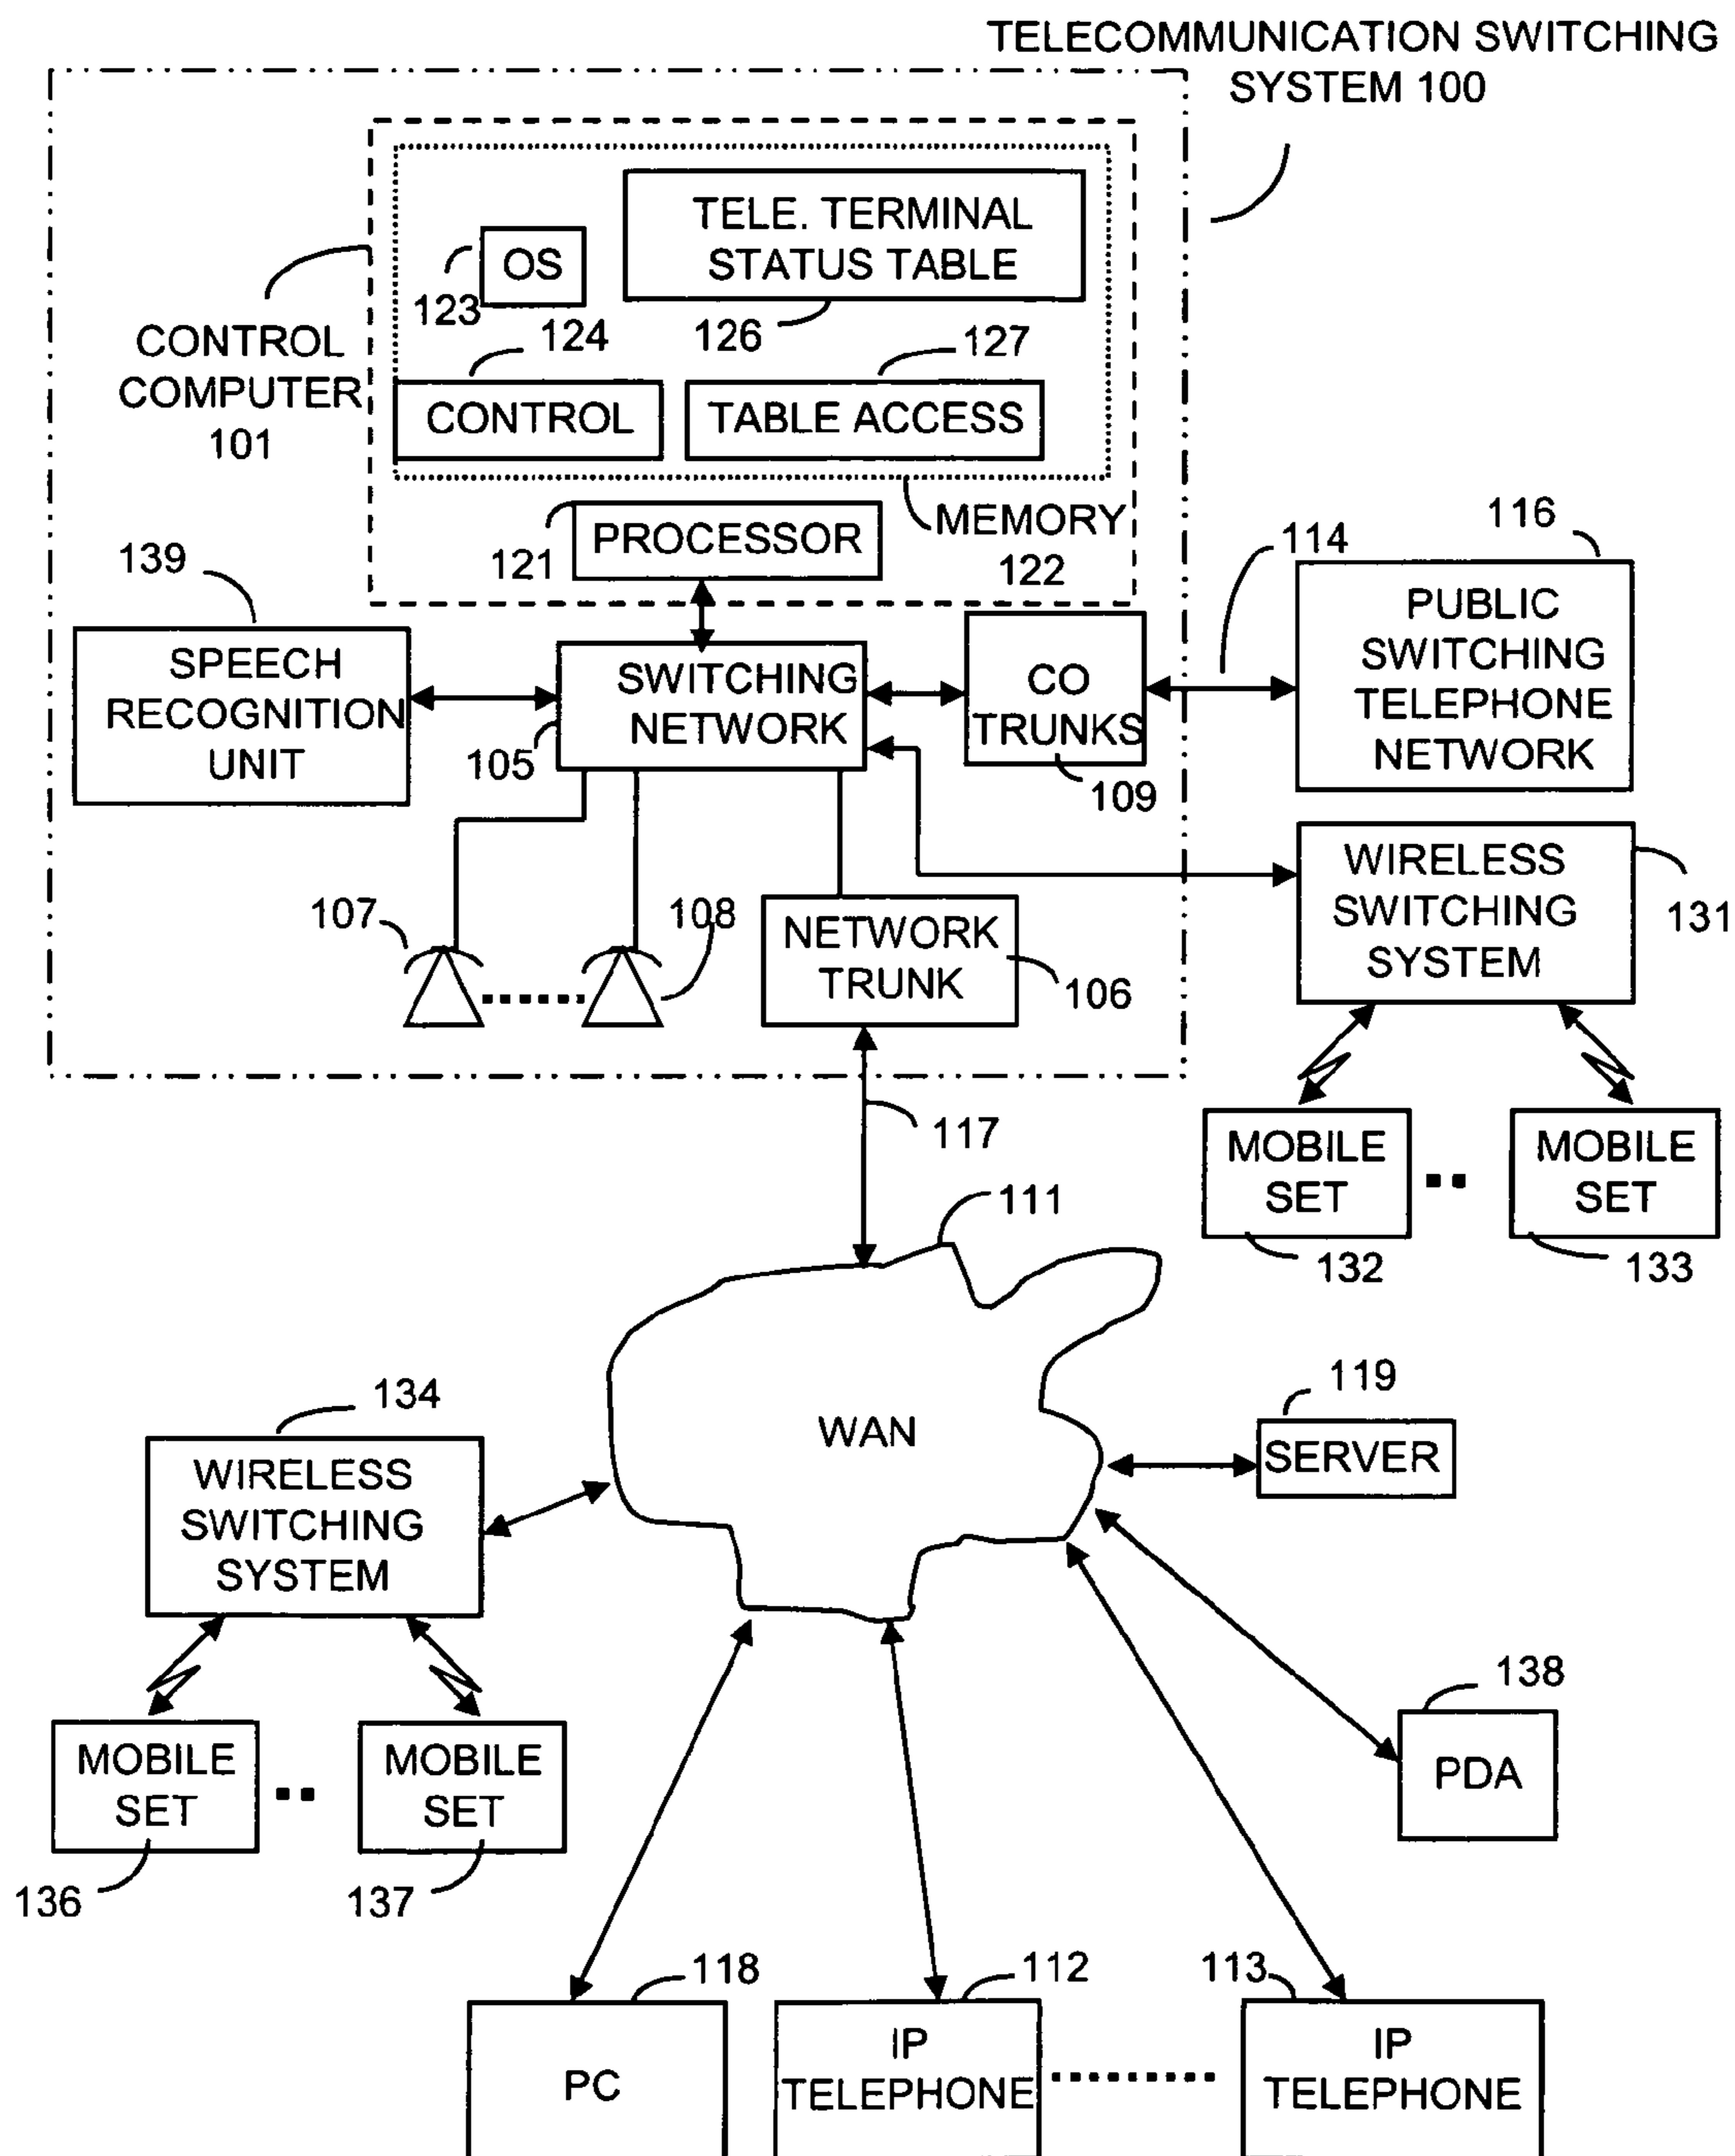 TELECOMMUNICATION SWITCHING
SYSTEM 100
TELE. TERMINAL
STATUS TABLE
OS
123
124
126
127
CONTROL
COMPUTER
101
CONTROL
TABLE ACCESS
MEMORY
122
121
PROCESSOR
139
SPEECH
RECOGNITION
UNIT
SWITCHING
NETWORK
105
CO
TRUNKS
109
114
116
PUBLIC
SWITCHING
TELEPHONE
NETWORK
WIRELESS
SWITCHING
SYSTEM
131
107
108
NETWORK
TRUNK
106
117
MOBILE
SET
132
MOBILE
SET
133
111
WAN
119
SERVER
134
WIRELESS
SWITCHING
SYSTEM
MOBILE
SET
136
MOBILE
SET
137
138
PDA
118
PC
112
IP
TELEPHONE
113
IP
TELEPHONE